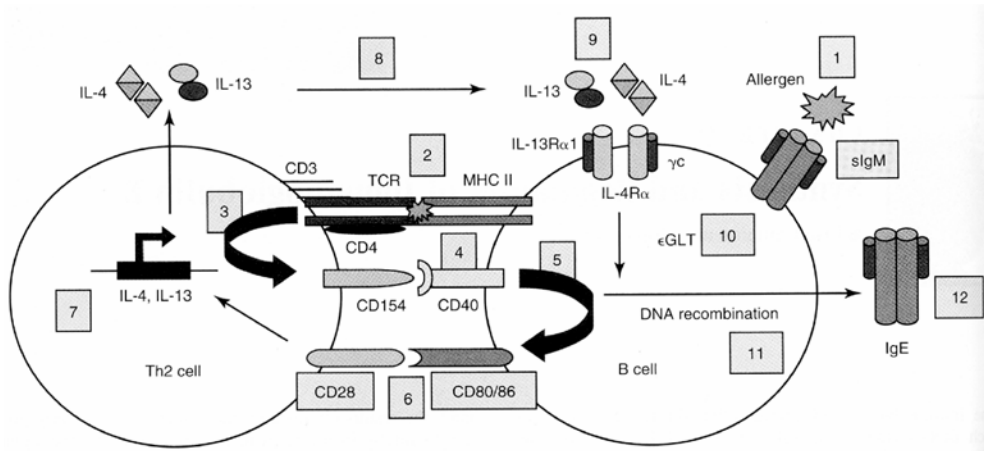 8
9
1
IL-4
IL-13
IL-13
IL-4
Allergen
2
IL-13Rα1
γc
sIgM
CD3
TCR
MHC II
IL-4Rα
3
CD4
4
5
ϵGLT
10
IL-4, IL-13
CD154
CD40
DNA recombination
12
7
11
IgE
Th2 cell
B cell
CD28
6
CD80/86